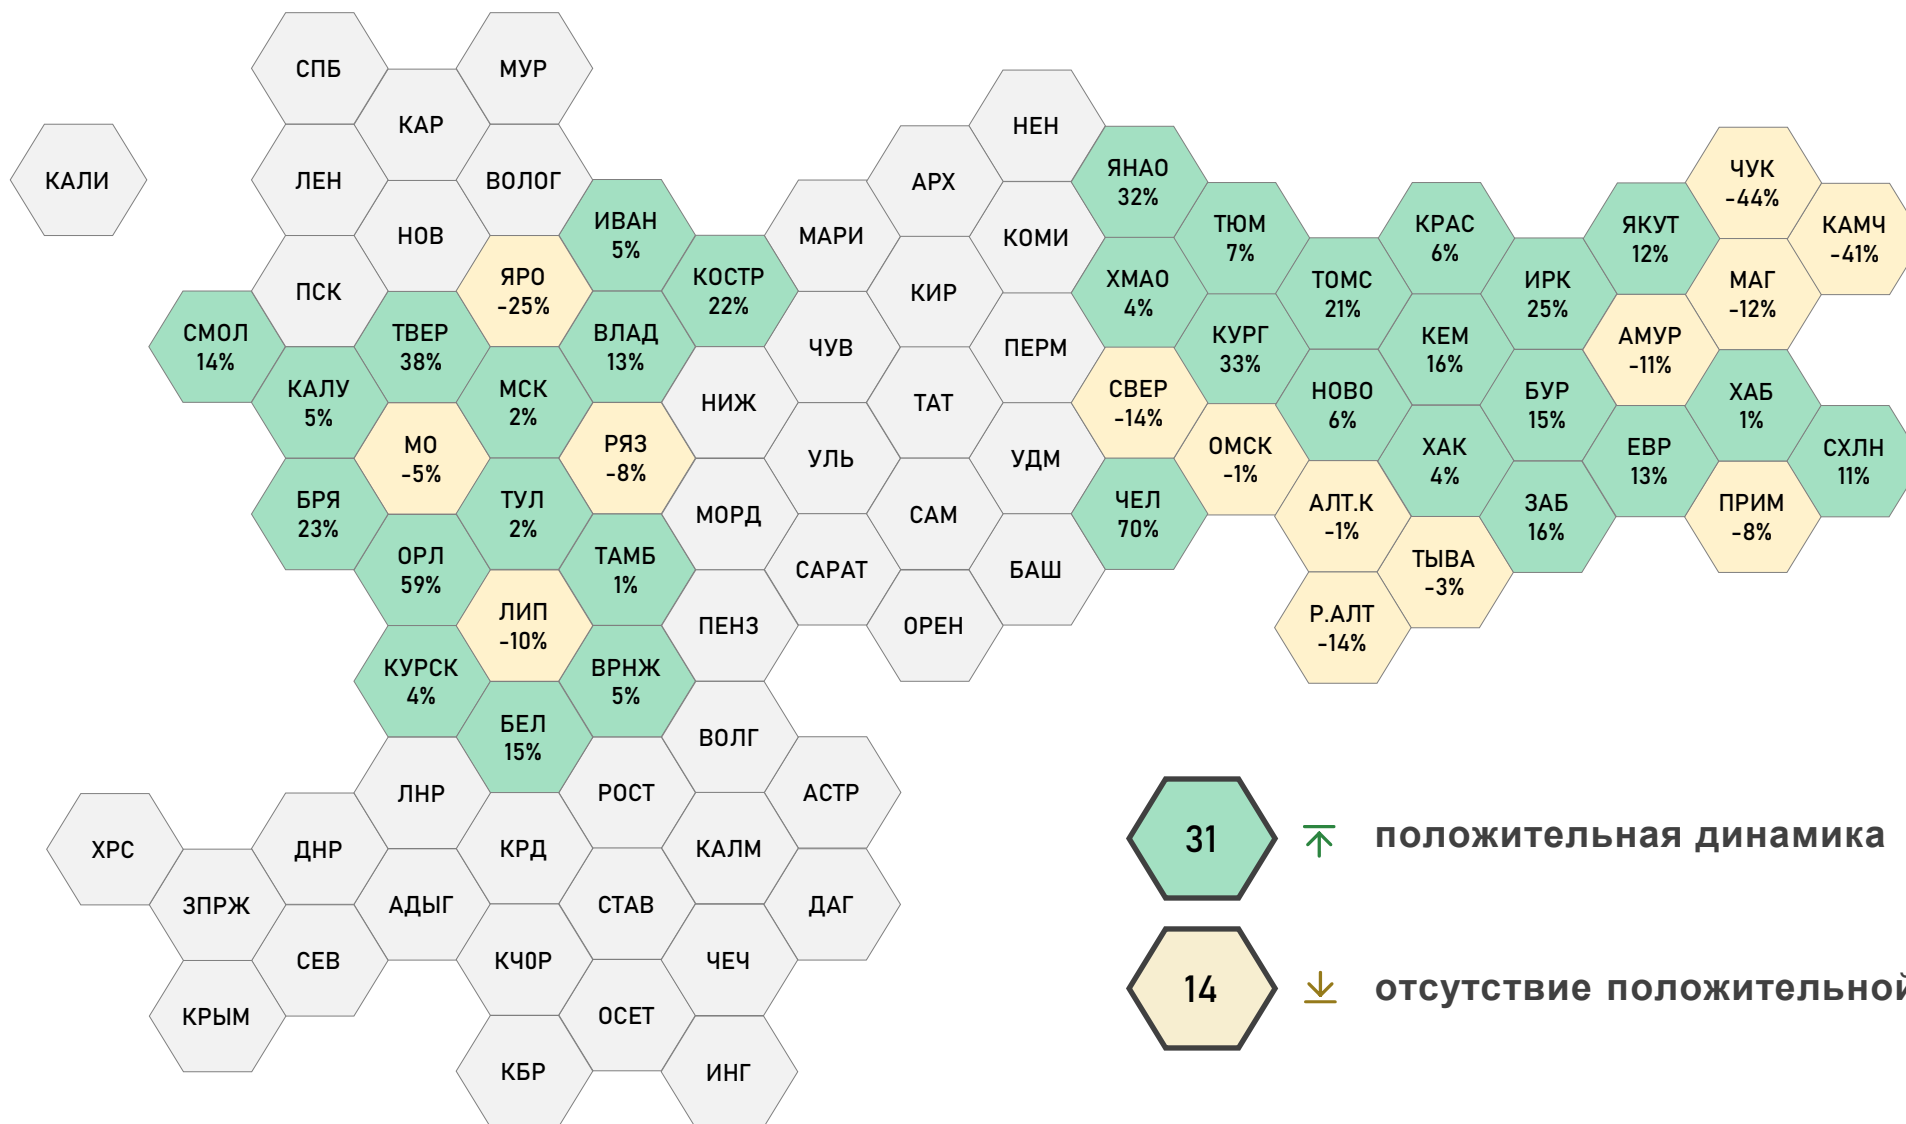 СПБ
МУР
КАР
НЕН
КАЛИ
ЛЕН
ВОЛОГ
АРХ
ЯНАО
32%
ЧУК
-44%
ИВАН
5%
НОВ
МАРИ
КОМИ
ТЮМ
7%
КРАС
6%
ЯКУТ
12%
КАМЧ
-41%
ПСК
ЯРО
-25%
КОСТР
22%
КИР
ХМАО
4%
ТОМС
21%
ИРК
25%
МАГ
-12%
СМОЛ
14%
ТВЕР
38%
ВЛАД
13%
ЧУВ
ПЕРМ
КУРГ
33%
КЕМ
16%
АМУР
-11%
КАЛУ
5%
МСК
2%
НИЖ
ТАТ
СВЕР
-14%
НОВО
6%
БУР
15%
ХАБ
1%
МО
-5%
РЯЗ
-8%
УЛЬ
УДМ
ОМСК
-1%
ХАК
4%
ЕВР
13%
СХЛН
11%
БРЯ
23%
ТУЛ
2%
МОРД
САМ
ЧЕЛ
70%
АЛТ.К
-1%
ЗАБ
16%
ПРИМ
-8%
ОРЛ
59%
ТАМБ
1%
САРАТ
БАШ
ТЫВА
-3%
ЛИП
-10%
ПЕНЗ
ОРЕН
Р.АЛТ
-14%
КУРСК
4%
ВРНЖ
5%
БЕЛ
15%
ВОЛГ
ЛНР
РОСТ
АСТР
ХРС
ДНР
КРД
КАЛМ
31
положительная динамика
ЗПРЖ
АДЫГ
СТАВ
ДАГ
СЕВ
КЧ0Р
ЧЕЧ
14
отсутствие положительной
КРЫМ
ОСЕТ
КБР
ИНГ